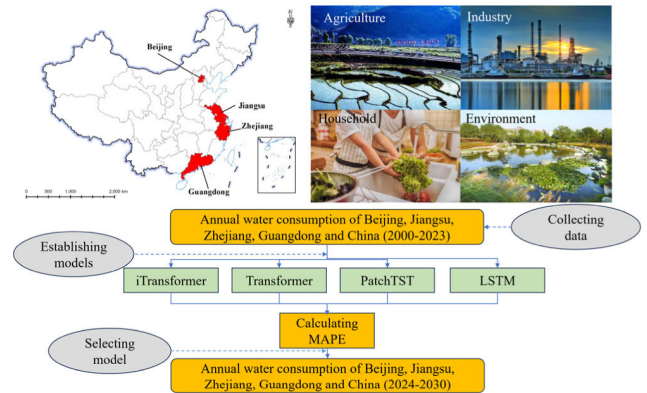 Beijing
Jiangsu
Zhejiang
Guangdong
0 500 1,000 2,000 km
Agriculture
Industry
Household
Environment
Annual water consumption of Beijing, Jiangsu,
Zhejiang, Guangdong and China (2000-2023)
Collecting
data
Establishing
models
iTransformer
Transformer
PatchTST
LSTM
Calculating
MAPE
Selecting
model
Annual water consumption of Beijing, Jiangsu,
Zhejiang, Guangdong and China (2024-2030)